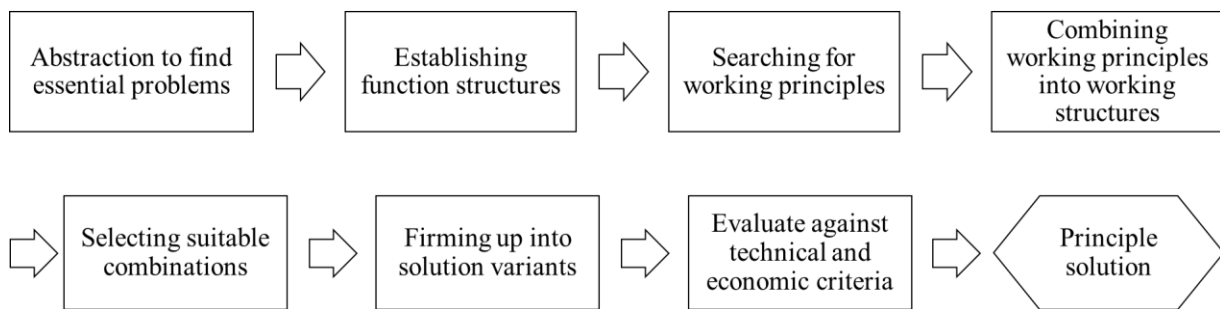 Abstraction to find
essential problems
Establishing
function structures
Searching for
working principles
Combining
working principles
into working
structures
Selecting suitable
combinations
Firming up into
solution variants
Evaluate against
technical and
economic criteria
Principle
solution